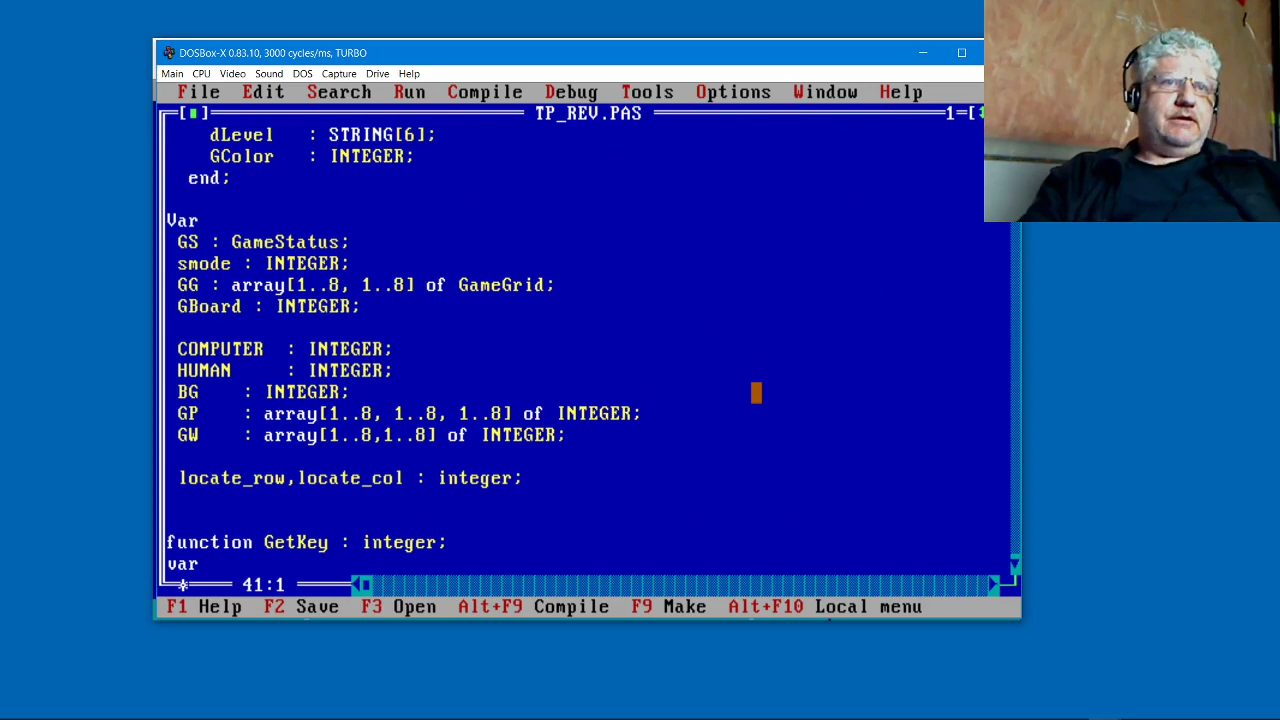 DOSBox-X 0.83.10, 3000 cycles/ms, TURBO
Main CPU Video Sound DOS Capture Drive Help
File Edit Search Run Compile Debug Tools Options Window Help
TP_REV.PAS 1
dLevel : STRING[6];
GColor : INTEGER;
end;
Var
GS : GameStatus;
smode : INTEGER;
GG : array[1..8, 1..8] of GameGrid;
GBoard : INTEGER;
COMPUTER : INTEGER;
HUMAN : INTEGER;
BG : INTEGER;
GP : array[1..8, 1..8, 1..8] of INTEGER;
GW : array[1..8,1..8] of INTEGER;
locate_row,locate_col : integer;
function GetKey : integer;
var
41:1
F1 Help F2 Save F3 Open Alt+F9 Compile F9 Make Alt+F10 Local menu